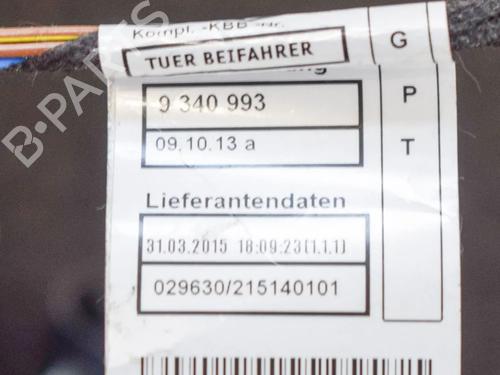 Kompl. -KBB -Nr.
TUER BEIFAHRER
9 340 993
09.10.13 a
Lieferantendaten
31.03.2015 18:09:23(1.1.1)
029630/215140101
G
P
T
B-PARTS